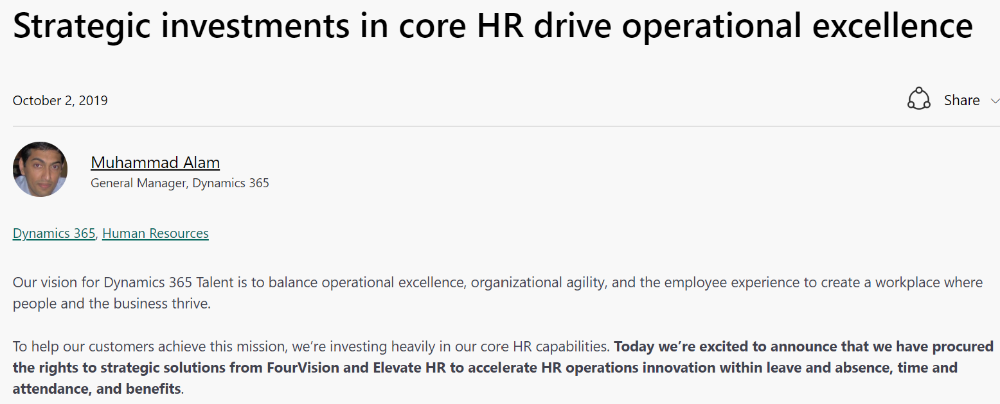 Strategic investments in core HR drive operational excellence
October 2, 2019
Share
Muhammad Alam
General Manager, Dynamics 365
Dynamics 365, Human Resources
Our vision for Dynamics 365 Talent is to balance operational excellence, organizational agility, and the employee experience to create a workplace where
people and the business thrive.
To help our customers achieve this mission, we’re investing heavily in our core HR capabilities. Today we’re excited to announce that we have procured
the rights to strategic solutions from FourVision and Elevate HR to accelerate HR operations innovation within leave and absence, time and
attendance, and benefits.